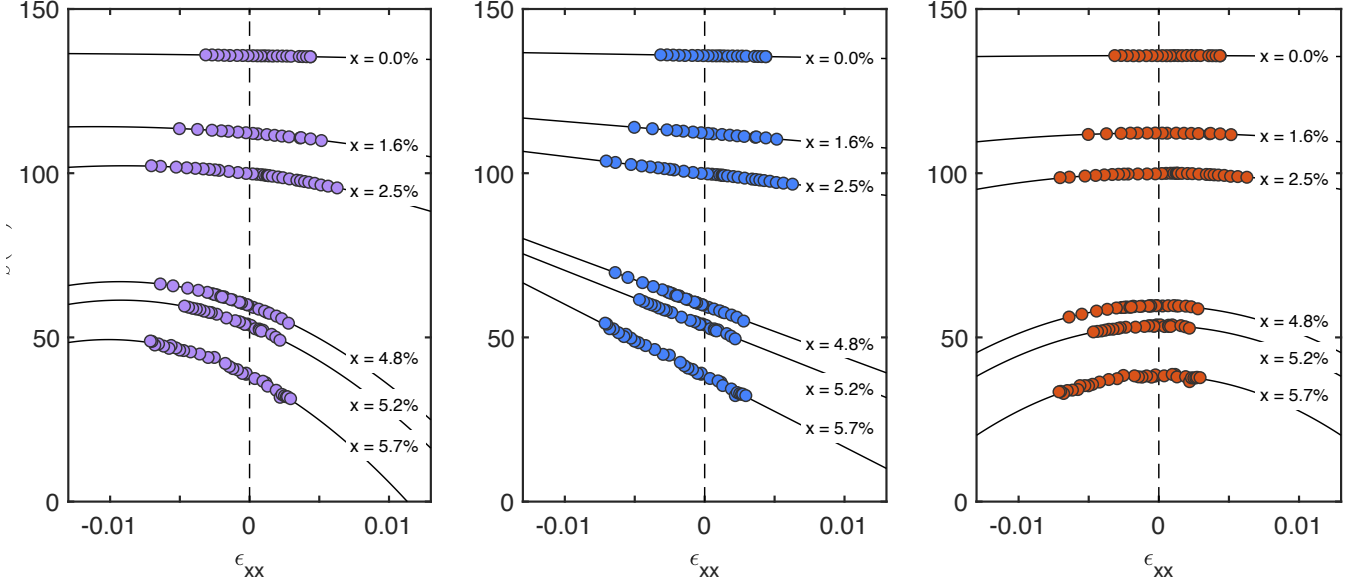 150
100
50
0
-0.01
0
0.01
x = 0.0%
x = 1.6%
x = 2.5%
x = 4.8%
x = 5.2%
x = 5.7%
ϵxx
150
100
50
0
-0.01
0
0.01
x = 0.0%
x = 1.6%
x = 2.5%
x = 4.8%
x = 5.2%
x = 5.7%
ϵxx
150
100
50
0
-0.01
0
0.01
x = 0.0%
x = 1.6%
x = 2.5%
x = 4.8%
x = 5.2%
x = 5.7%
ϵxx